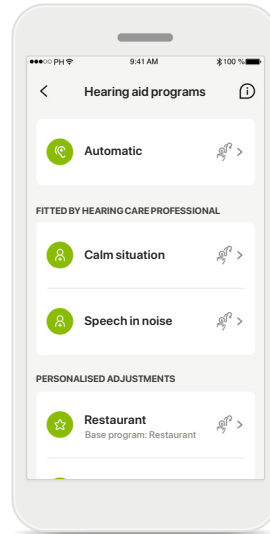 PH 9:41 AM 100 %
Hearing aid programs
Automatic
FITTED BY HEARING CARE PROFESSIONAL
Calm situation
Speech in noise
PERSONALISED ADJUSTMENTS
Restaurant
Base program: Restaurant